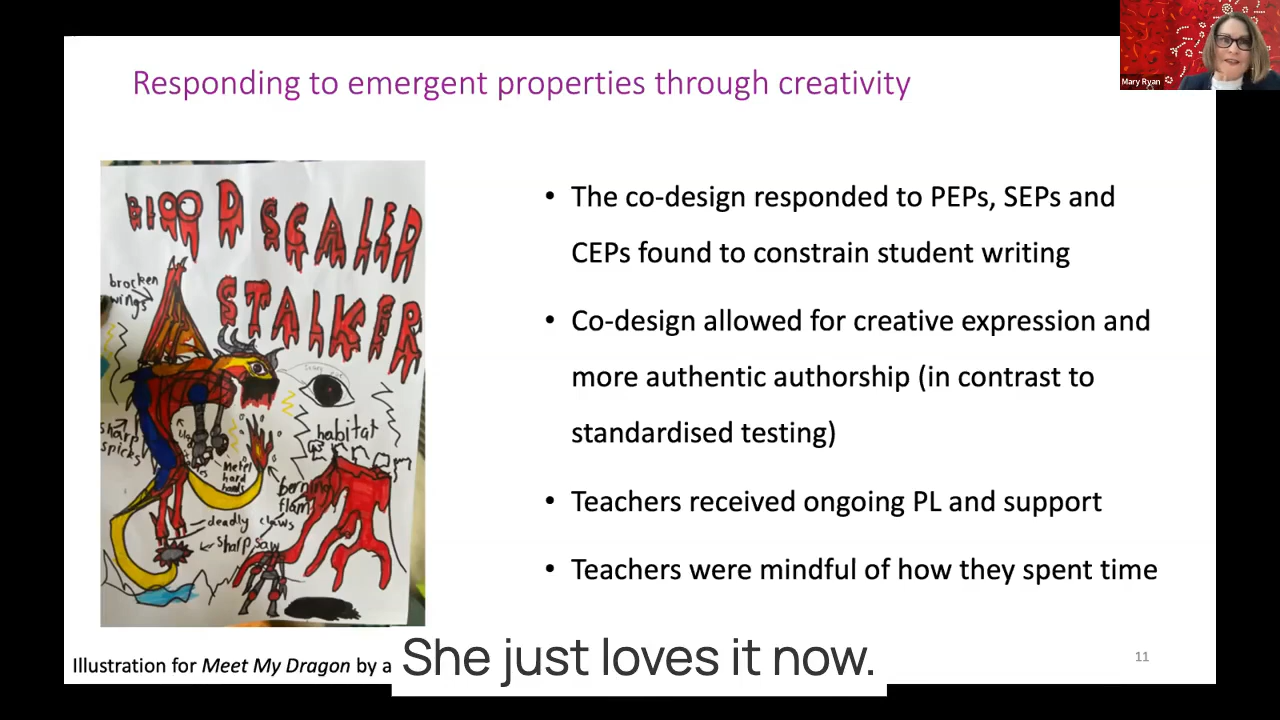 Responding to emergent properties through creativity
Mary Ryan
BlOO D SCALED
STALKER
brocken
wings
sharp
spicks
habitat
Metel
hard
hands
berning
flam
deadly claws
sharp saw
• The co-design responded to PEPs, SEPs and
CEPs found to constrain student writing
• Co-design allowed for creative expression and
more authentic authorship (in contrast to
standardised testing)
• Teachers received ongoing PL and support
• Teachers were mindful of how they spent time
Illustration for Meet My Dragon by a
She just loves it now.
11